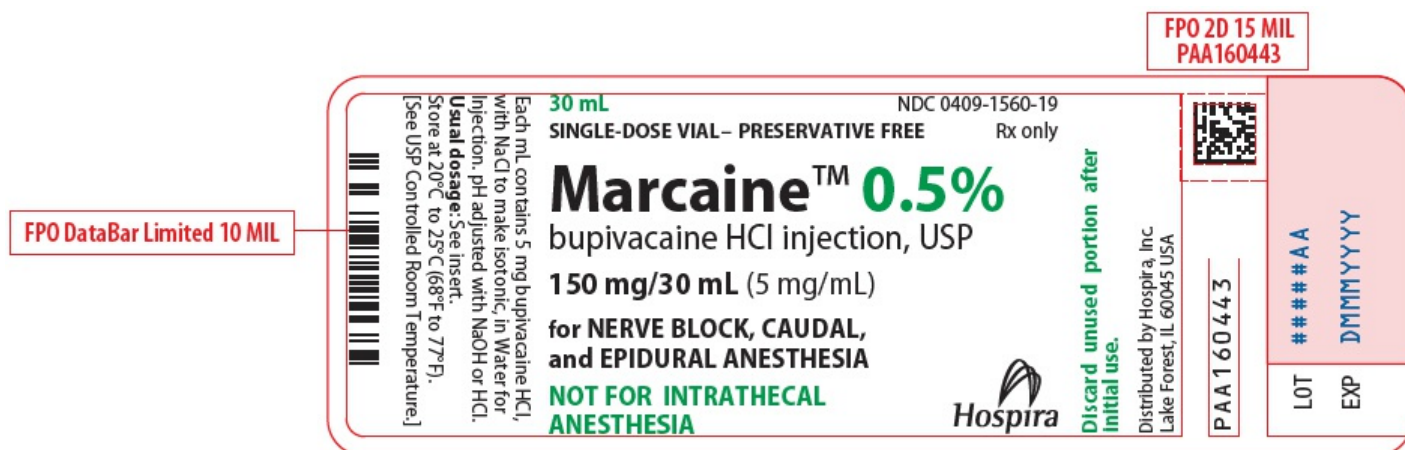 FPO 2D 15 MIL
PAA160443
FPO DataBar Limited 10 MIL
Each mL contains 5 mg bupivacaine HCl,
with NaCl to make isotonic, in Water for
Injection. pH adjusted with NaOH or HCl.
Usual dosage: See insert.
Store at 20°C to 25°C (68°F to 77°F).
[See USP Controlled Room Temperature.]
30 mL NDC 0409-1560-19
SINGLE-DOSE VIAL – PRESERVATIVE FREE Rx only
Marcaine™ 0.5%
bupivacaine HCl injection, USP
150 mg/30 mL (5 mg/mL)
for NERVE BLOCK, CAUDAL,
and EPIDURAL ANESTHESIA
NOT FOR INTRATHECAL
ANESTHESIA
Hospira
Discard unused portion after
Initial use.
Distributed by Hospira, Inc.
Lake Forest, IL 60045 USA
PAA160443
LOT #####AA
EXP DMMMYYYY